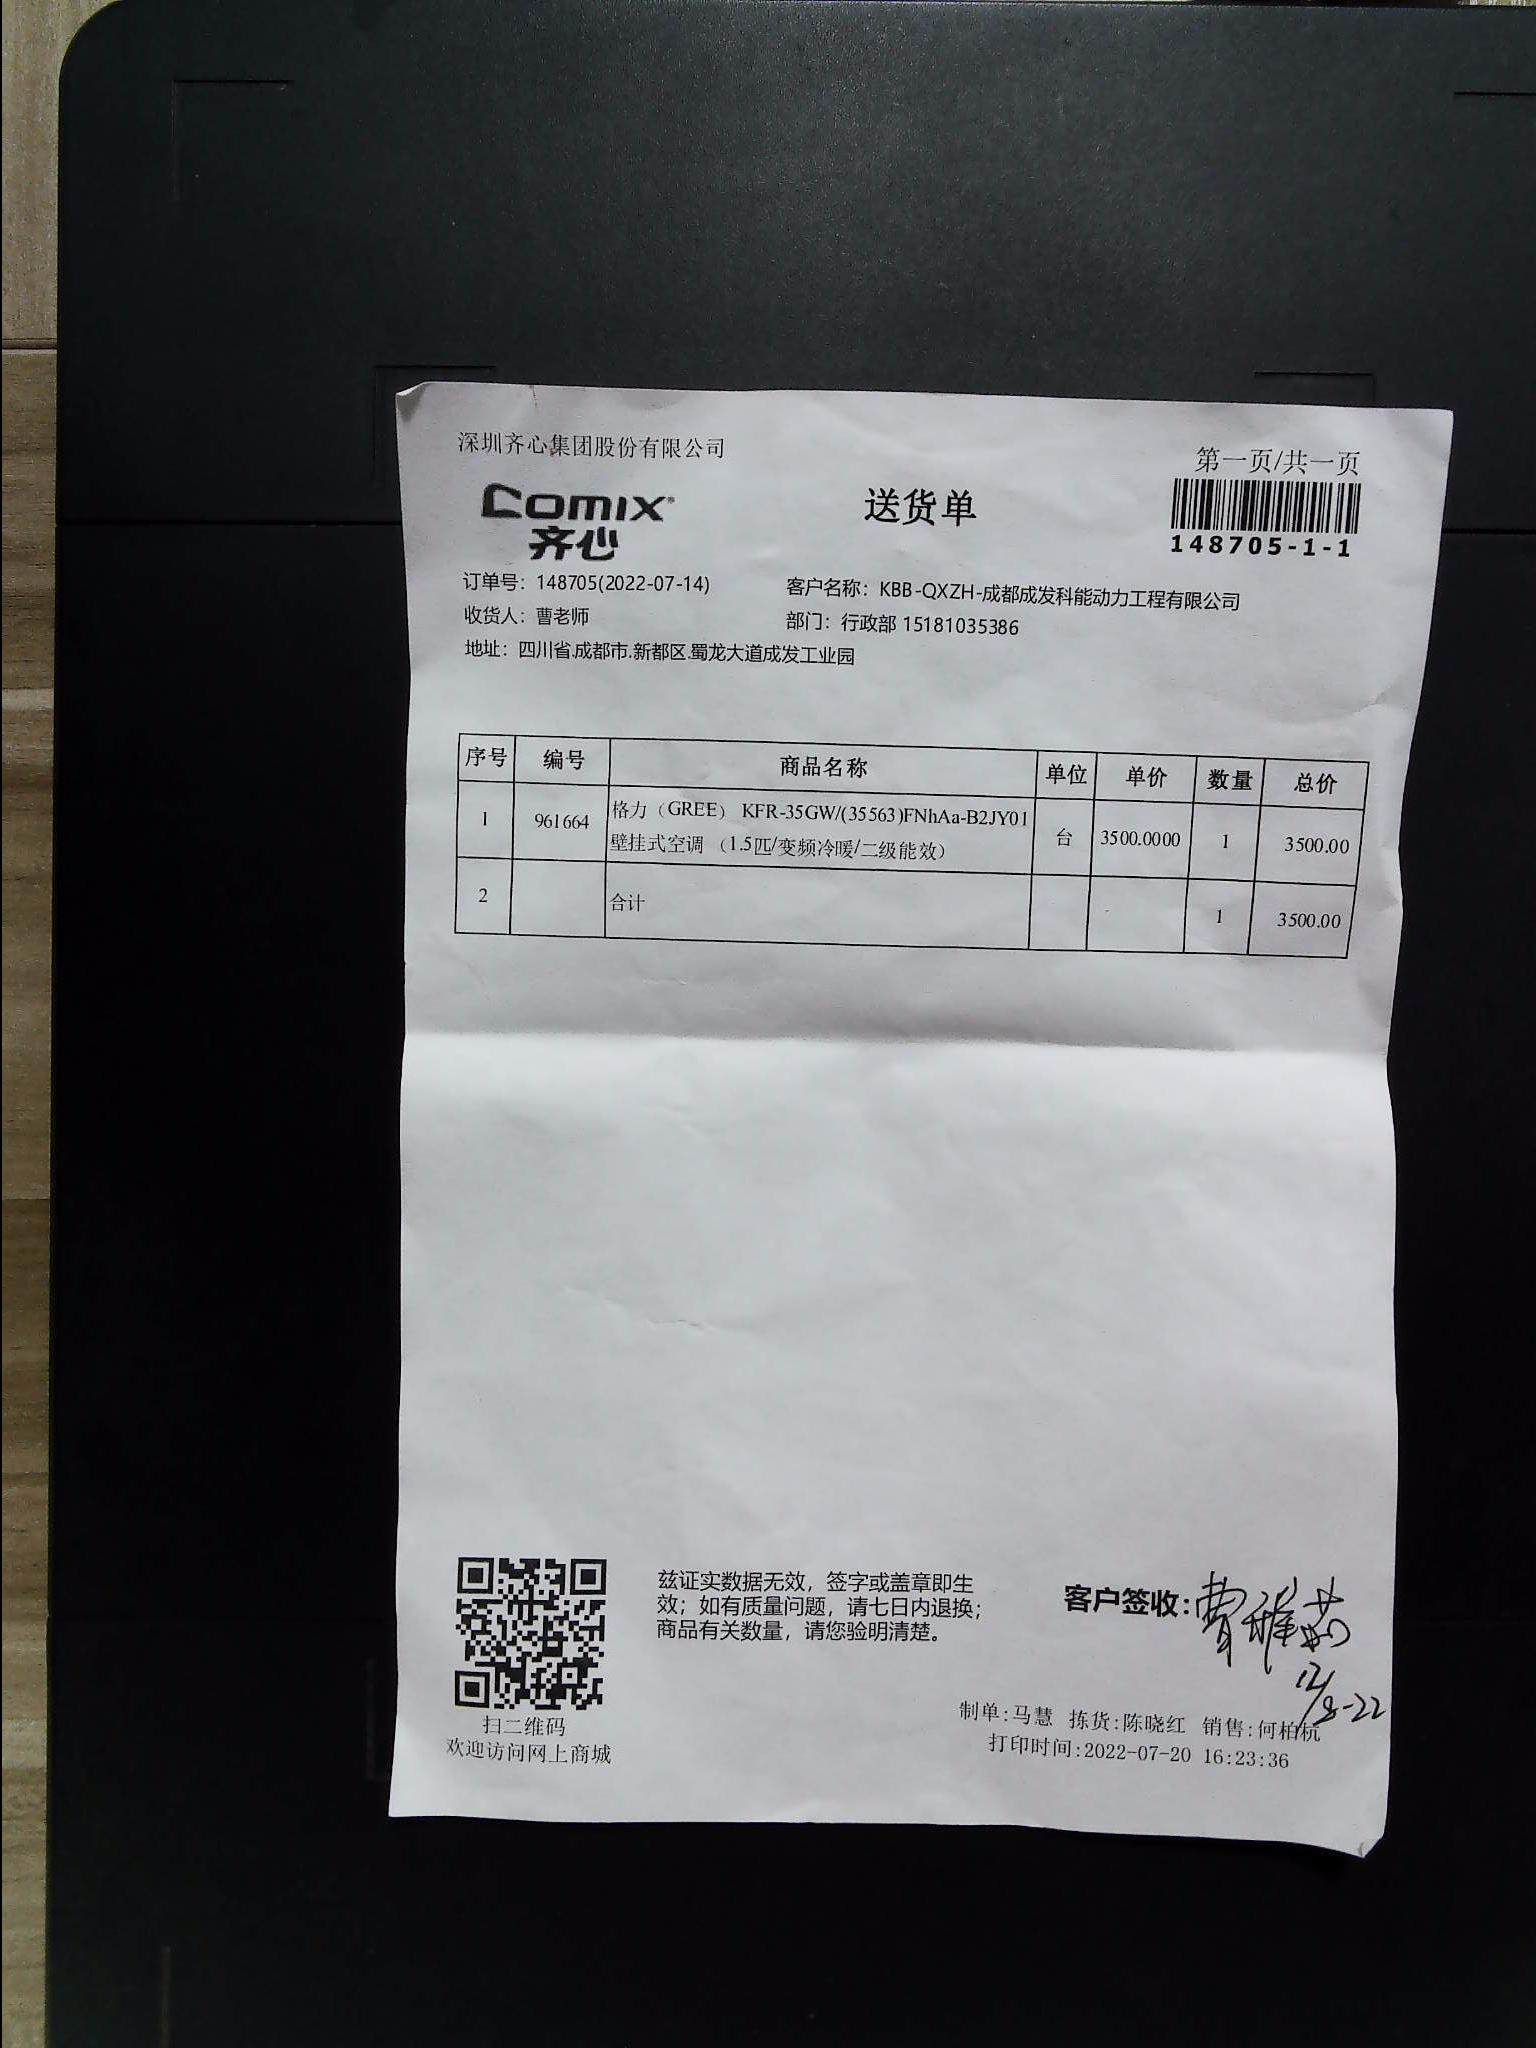 深圳齐心集团股份有限公司
第一页/共一页
COMIX
齐心
送货单
148705-1-1
订单号：148705(2022-07-14)
客户名称：KBB-QXZH-成都成发科能动力工程有限公司
收货人：曹老师
部门：行政部 15181035386
地址：四川省.成都市.新都区.蜀龙大道成发工业园
序号 编号 商品名称 单位 单价 数量 总价
1 961664 格力（GREE） KFR-35GW/(35563)FNhAa-B2JY01 台 3500.0000 1 3500.00
壁挂式空调 （1.5匹/变频冷暖/二级能效）
2 合计 1 3500.00
兹证实数据无效，签字或盖章即生
效；如有质量问题，请七日内退换；
商品有关数量，请您验明清楚。
客户签收：曹雅茹
12/8-22
扫二维码
欢迎访问网上商城
制单:马慧 拣货:陈晓红 销售:何柏杭
打印时间:2022-07-20 16:23:36